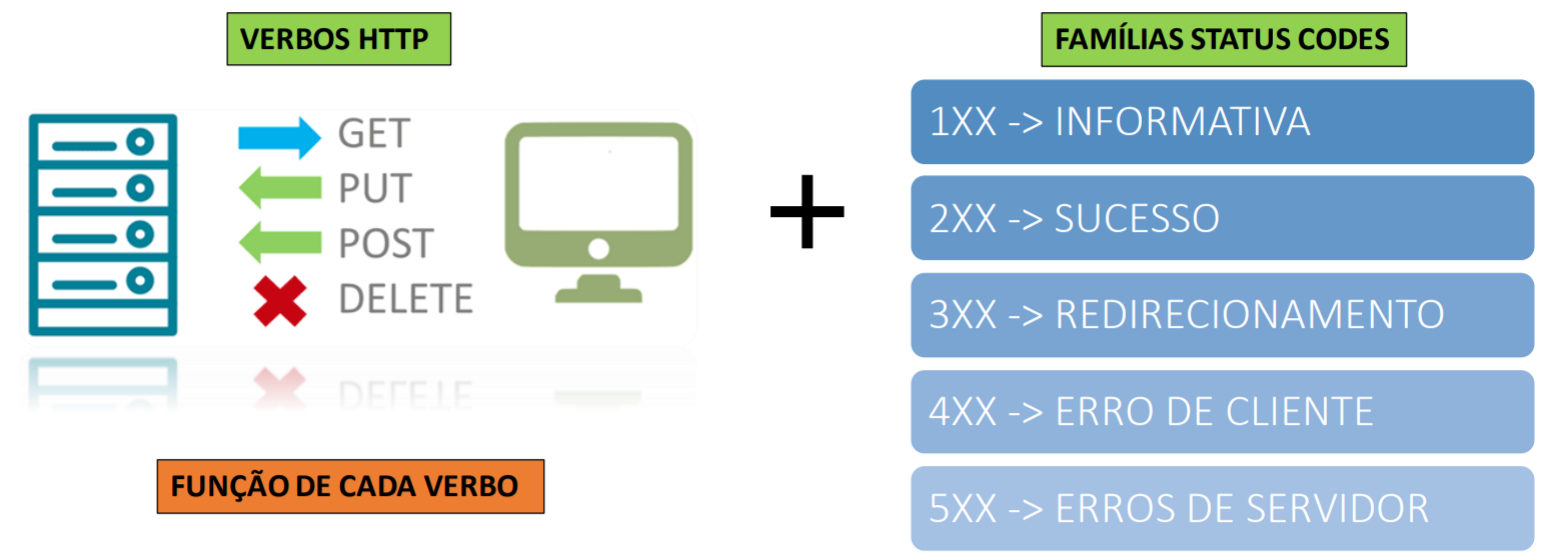 VERBOS HTTP
GET
PUT
POST
DELETE
DELETE
FUNÇÃO DE CADA VERBO
FAMÍLIAS STATUS CODES
1XX -> INFORMATIVA
2XX -> SUCESSO
3XX -> REDIRECIONAMENTO
4XX -> ERRO DE CLIENTE
5XX -> ERROS DE SERVIDOR